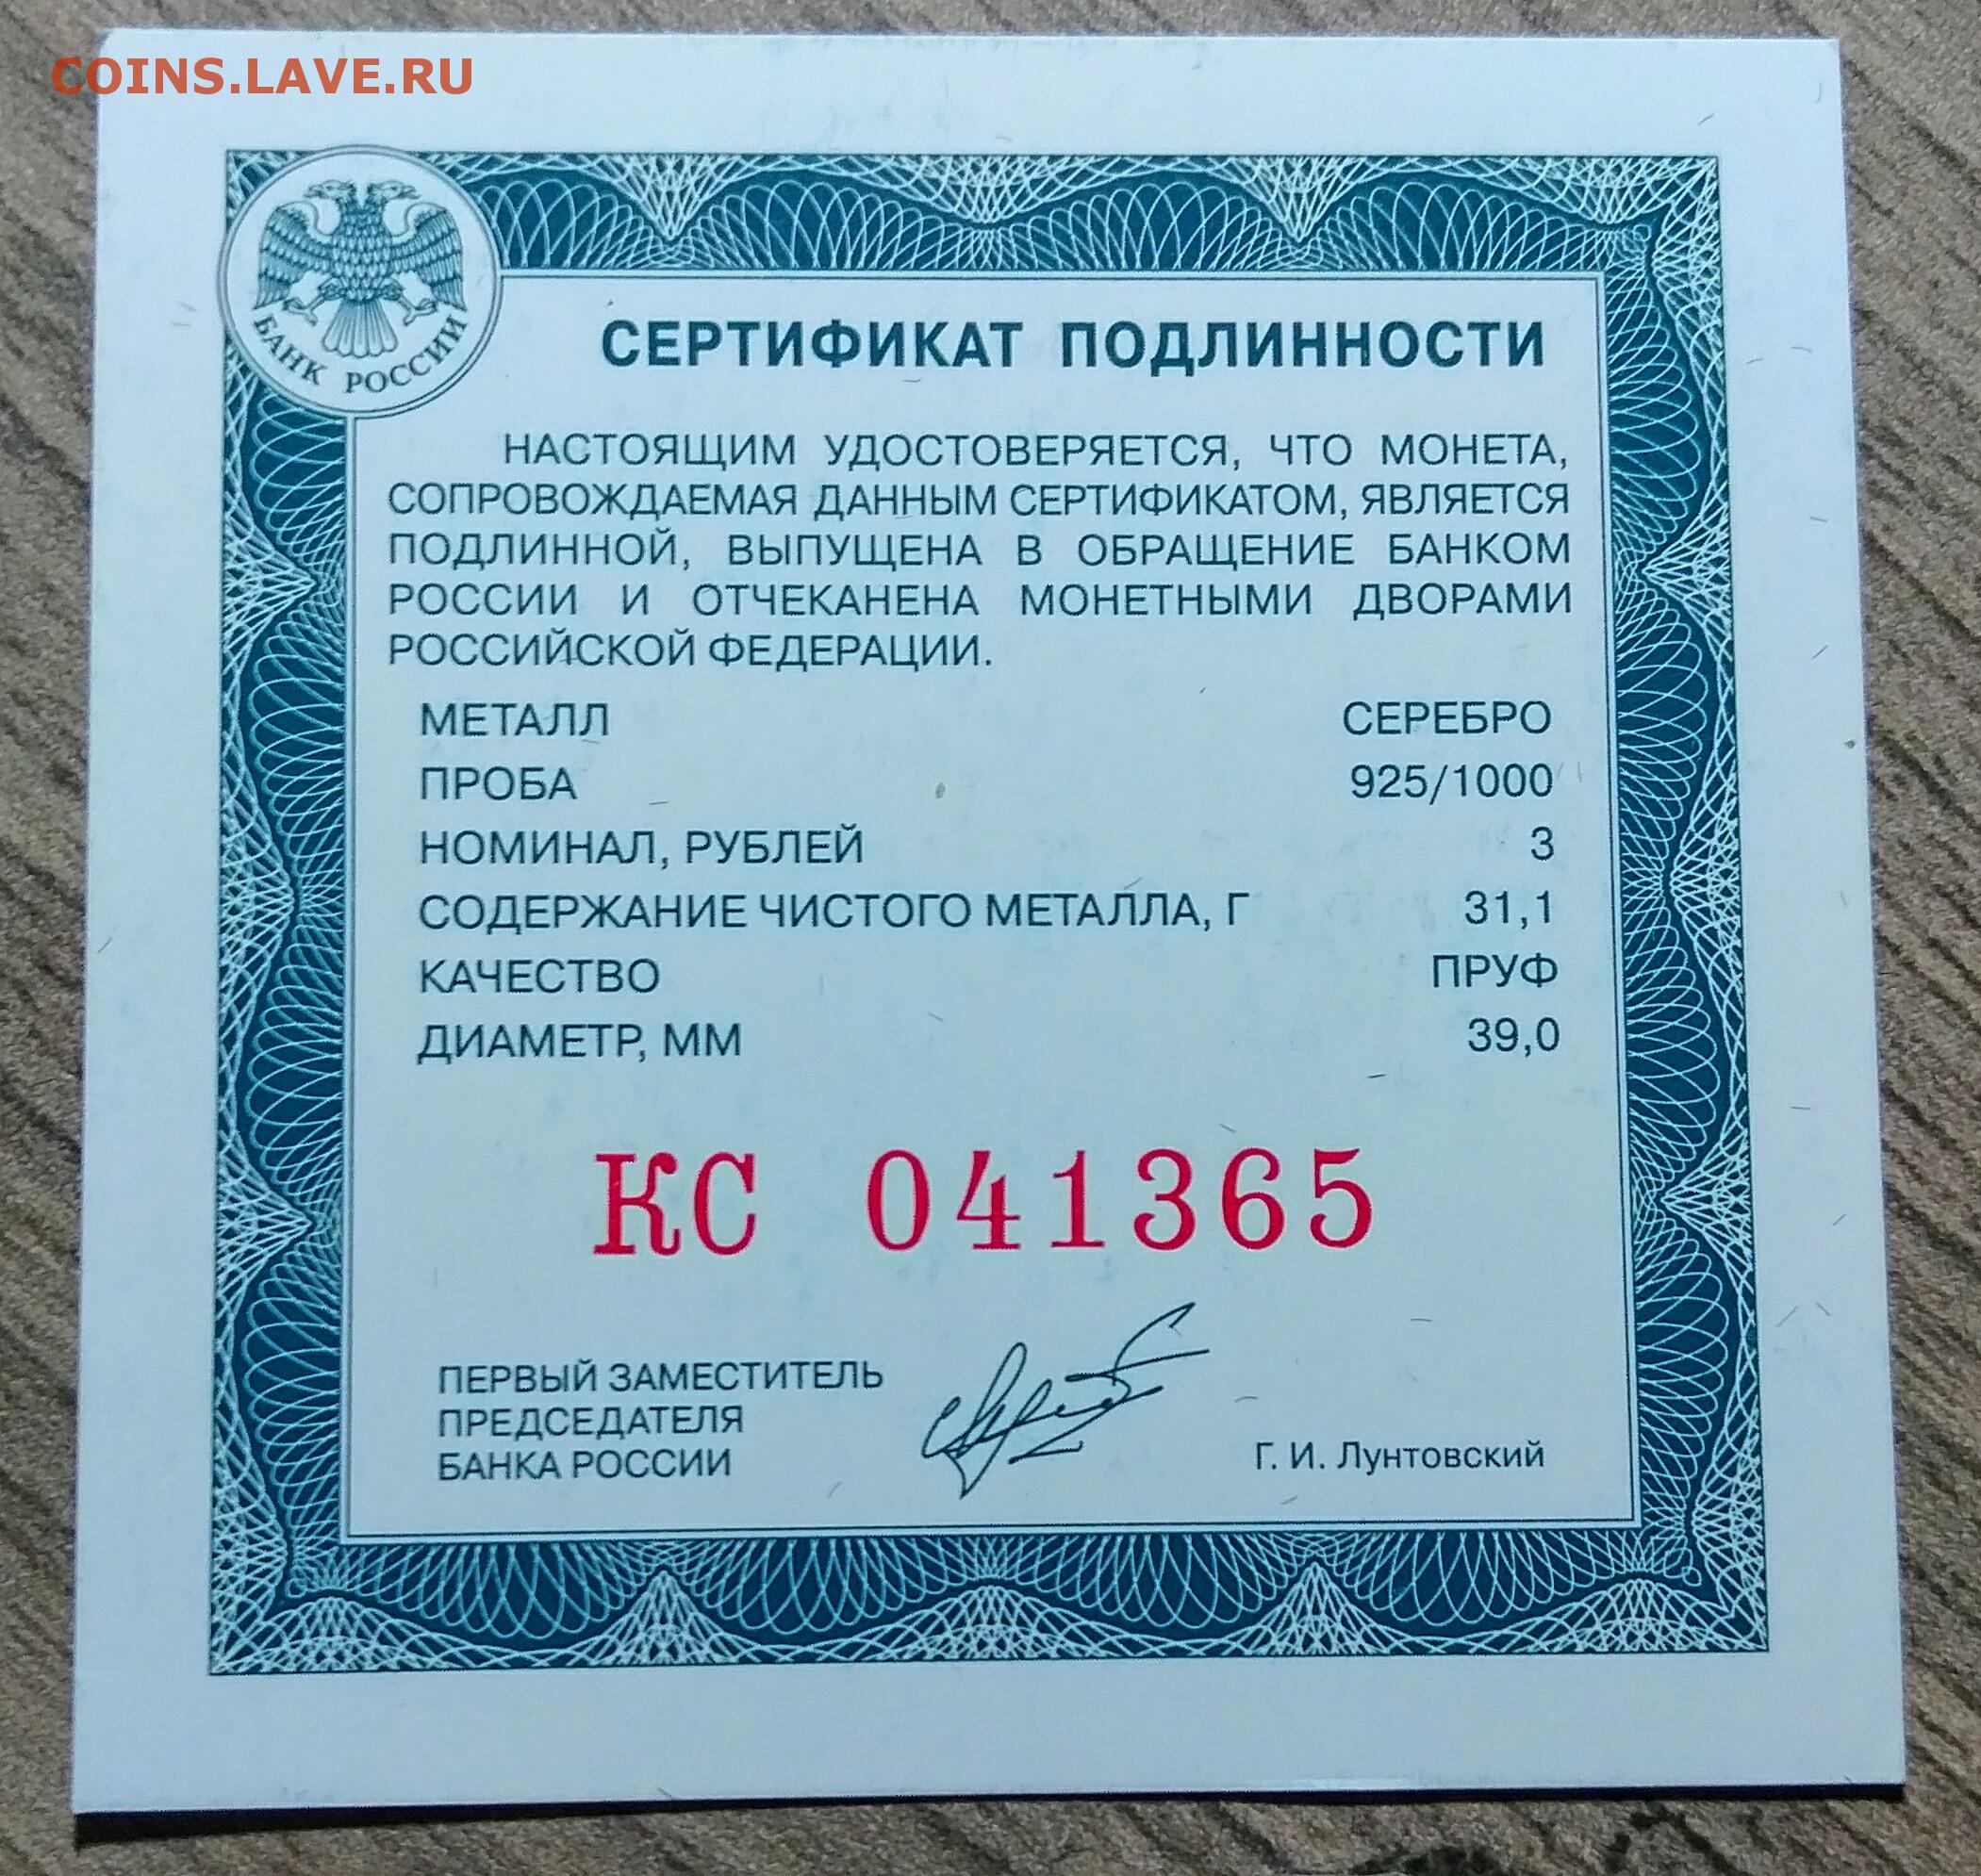 COINS.LAVE.RU
БАНК РОССИИ
СЕРТИФИКАТ ПОДЛИННОСТИ
НАСТОЯЩИМ УДОСТОВЕРЯЕТСЯ, ЧТО МОНЕТА,
СОПРОВОЖДАЕМАЯ ДАННЫМ СЕРТИФИКАТОМ, ЯВЛЯЕТСЯ
ПОДЛИННОЙ, ВЫПУЩЕНА В ОБРАЩЕНИЕ БАНКОМ
РОССИИ И ОТЧЕКАНЕНА МОНЕТНЫМИ ДВОРАМИ
РОССИЙСКОЙ ФЕДЕРАЦИИ.
МЕТАЛЛ СЕРЕБРО
ПРОБА 925/1000
НОМИНАЛ, РУБЛЕЙ 3
СОДЕРЖАНИЕ ЧИСТОГО МЕТАЛЛА, Г 31,1
КАЧЕСТВО ПРУФ
ДИАМЕТР, ММ 39,0
КС 041365
ПЕРВЫЙ ЗАМЕСТИТЕЛЬ
ПРЕДСЕДАТЕЛЯ
БАНКА РОССИИ Г. И. Лунтовский